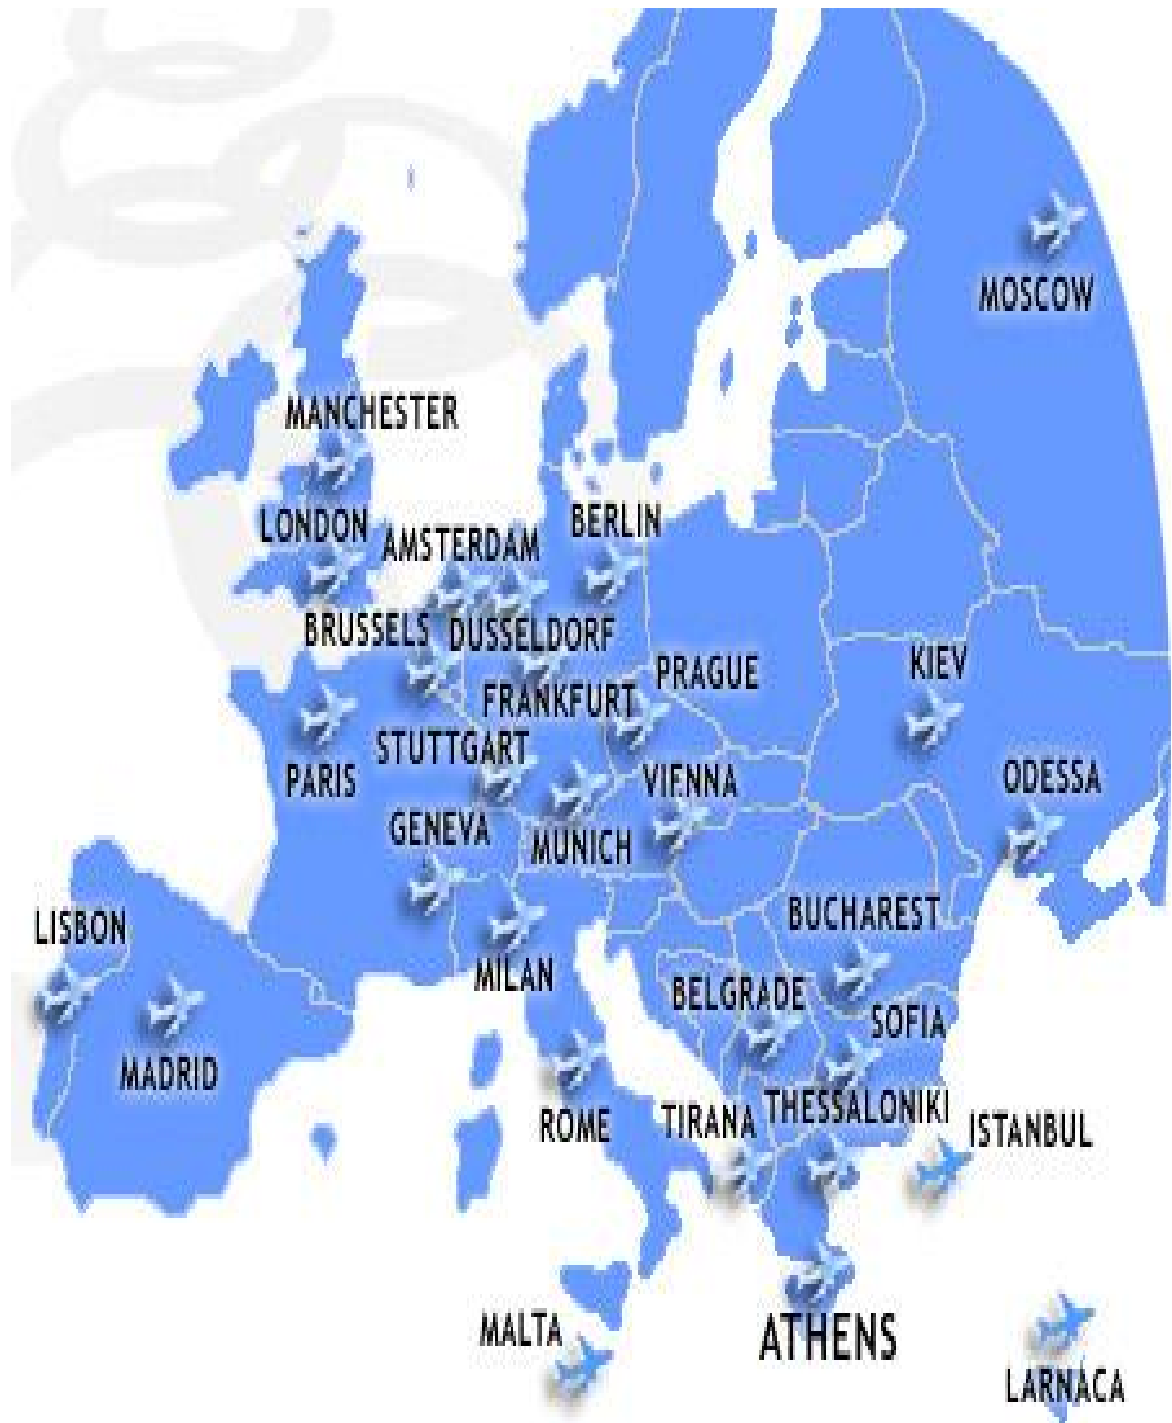 MOSCOW
MANCHESTER
LONDON
BERLIN
AMSTERDAM
BRUSSELS
DUSSELDORF
PRAGUE
KIEV
FRANKFURT
STUTTGART
PARIS
VIENNA
ODESSA
GENEVA
MUNICH
LISBON
BUCHAREST
MILAN
BELGRADE
SOFIA
MADRID
ROME
TIRANA
THESSALONIKI
ISTANBUL
MALTA
ATHENS
LARNACA